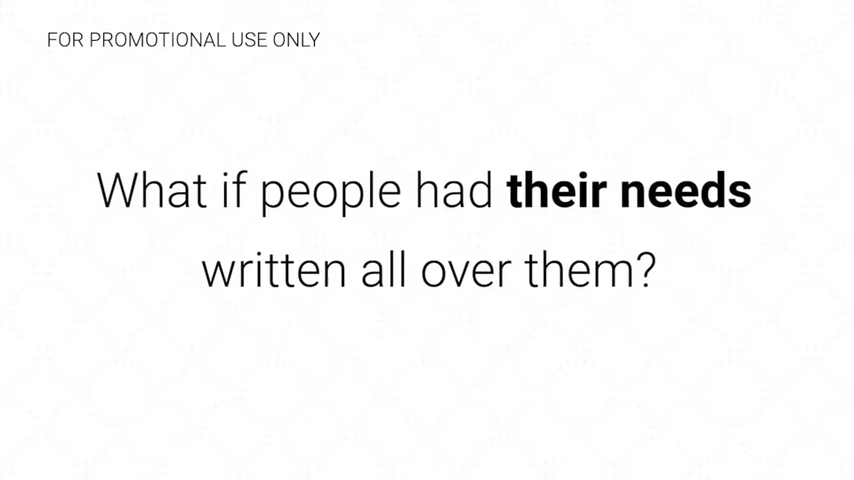 FOR PROMOTIONAL USE ONLY
What if people had their needs
written all over them?